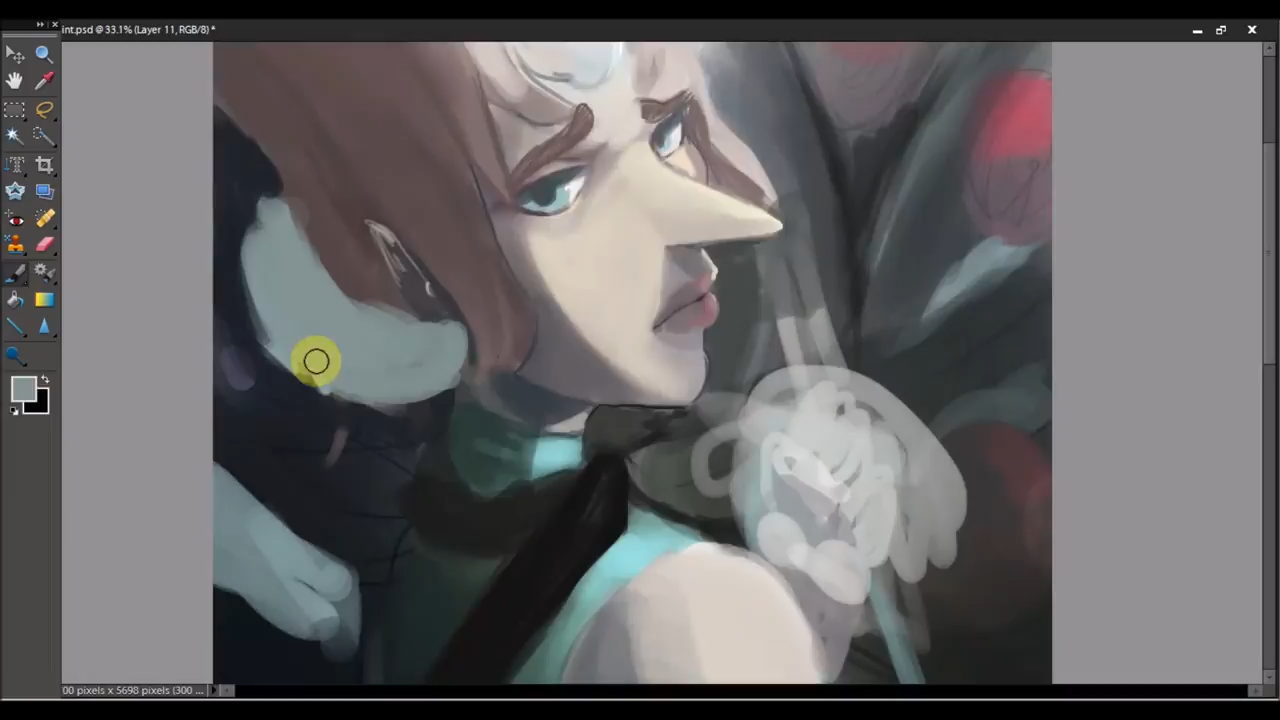 int.psd @ 33.1% (Layer 11, RGB/8) *
00 pixels x 5698 pixels (300 ...